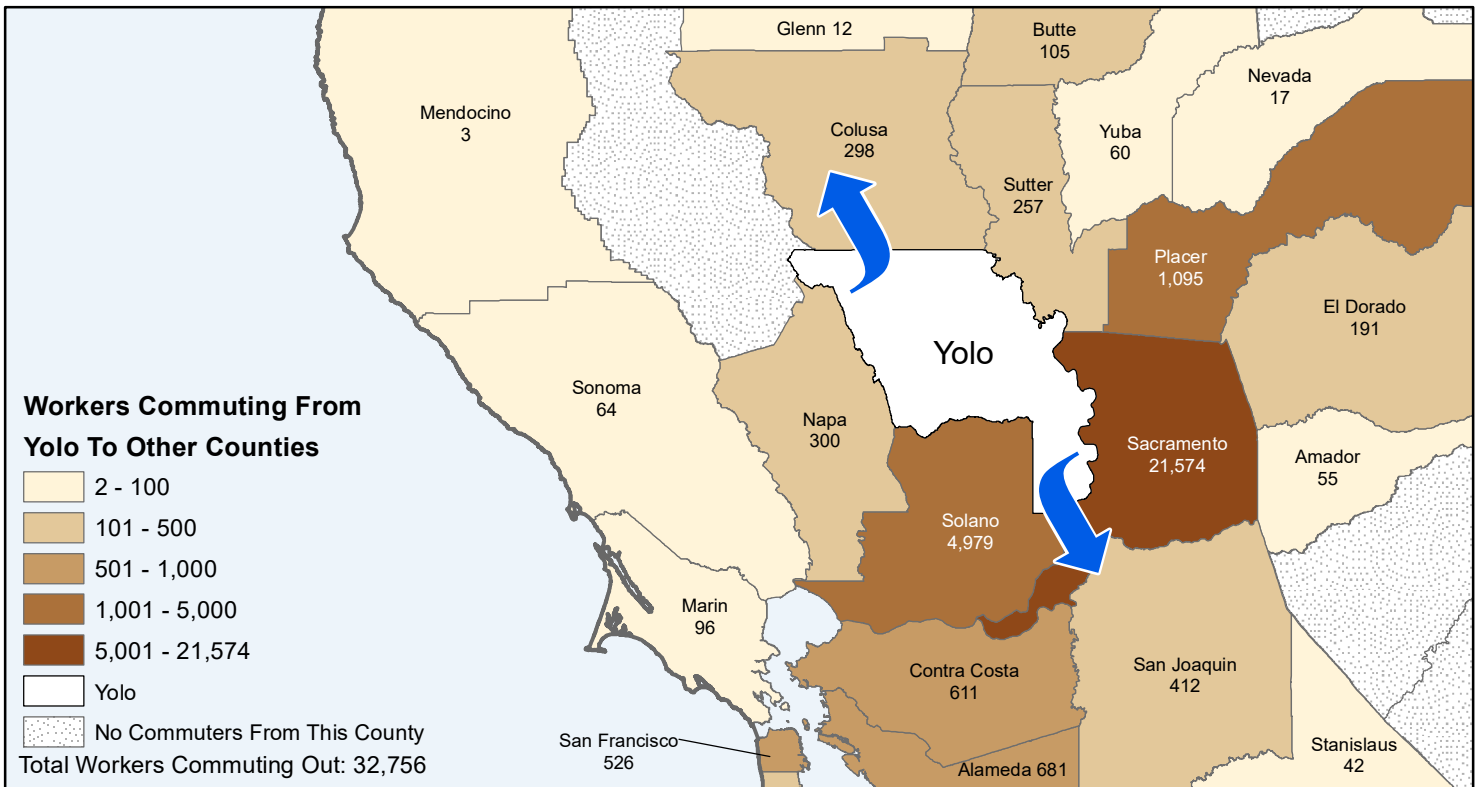 Glenn 12
Butte
105
Nevada
17
Mendocino
3
Colusa
298
Yuba
60
Sutter
257
Placer
1,095
El Dorado
191
Yolo
Sonoma
64
Napa
300
Sacramento
21,574
Amador
55
Solano
4,979
Marin
96
Contra Costa
611
San Joaquin
412
San Francisco
526
Alameda 681
Stanislaus
42
Workers Commuting From
Yolo To Other Counties
2 - 100
101 - 500
501 - 1,000
1,001 - 5,000
5,001 - 21,574
Yolo
No Commuters From This County
Total Workers Commuting Out: 32,756